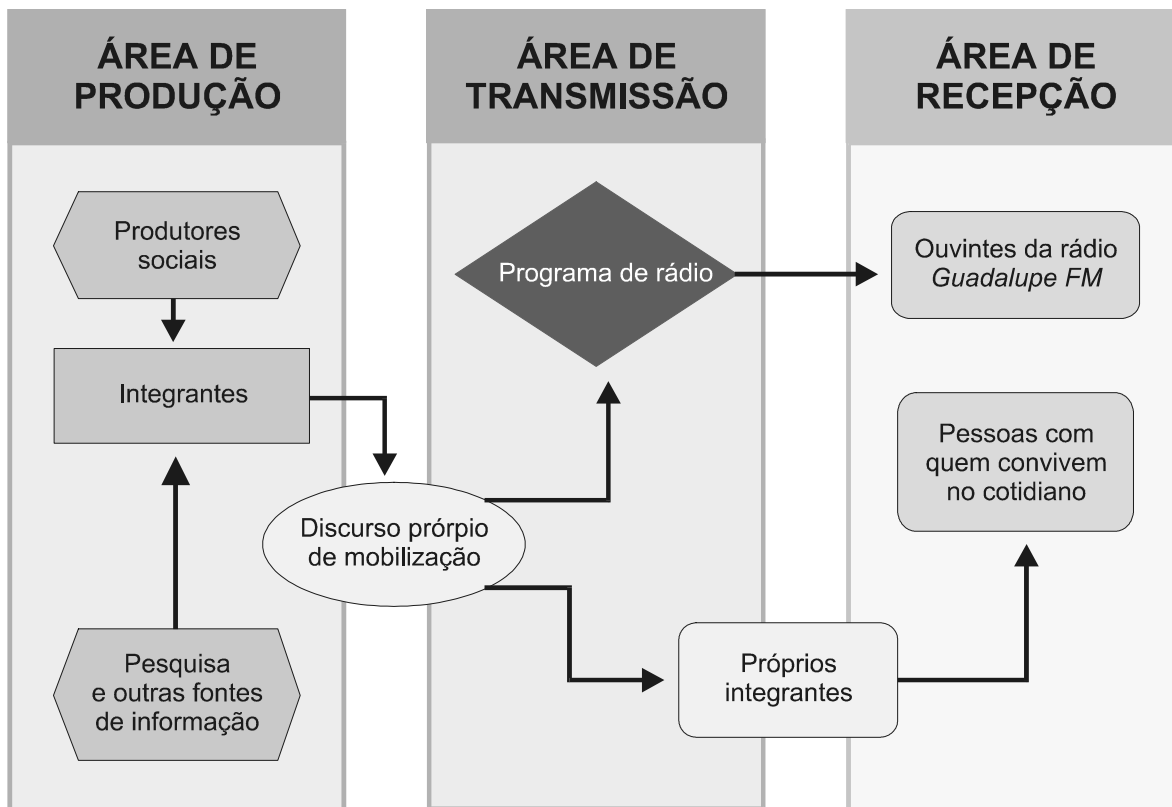 ÁREA DE
PRODUÇÃO
ÁREA DE
TRANSMISSÃO
ÁREA DE
RECEPÇÃO
Produtores
sociais
Integrantes
Pesquisa
e outras fontes
de informação
Discurso prórpio
de mobilização
Programa de rádio
Próprios
integrantes
Ouvintes da rádio
Guadalupe FM
Pessoas com
quem convivem
no cotidiano